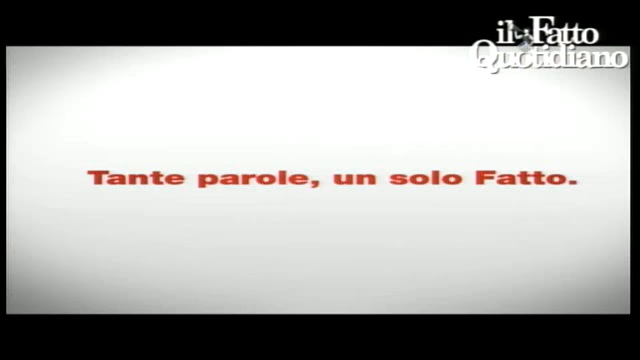 il Fatto
Quotidiano
Tante parole, un solo Fatto.